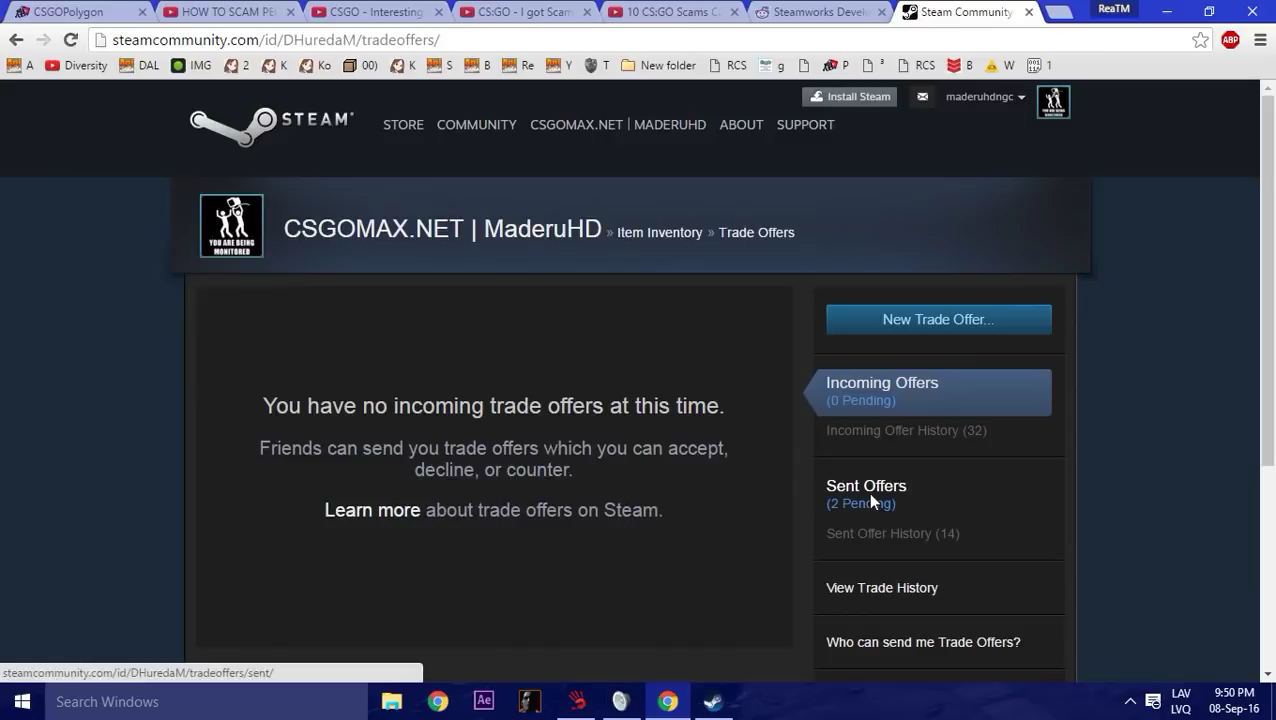 CSGOPolygon
HOW TO SCAM PE
CSGO - Interesting
CS:GO - I got Scam
10 CS:GO Scams C
Steamworks Devel
Steam Community
ReaTM
steamcommunity.com/id/DHuredaM/tradeoffers/
ABP
A
Diversity
DAL
IMG
2
K
Ko
00)
K
S
B
Re
Y
T
New folder
RCS
g
P
³
RCS
B
W
1
Install Steam
maderuhdngc
STEAM
STORE
COMMUNITY
CSGOMAX.NET | MADERUHD
ABOUT
SUPPORT
YOU ARE BEING
MONITORED
CSGOMAX.NET | MaderuHD » Item Inventory » Trade Offers
New Trade Offer...
Incoming Offers
(0 Pending)
Incoming Offer History (32)
You have no incoming trade offers at this time.
Friends can send you trade offers which you can accept,
decline, or counter.
Learn more about trade offers on Steam.
Sent Offers
(2 Pending)
Sent Offer History (14)
View Trade History
Who can send me Trade Offers?
steamcommunity.com/id/DHuredaM/tradeoffers/sent/
Search Windows
Ae
LAV
LVQ
9:50 PM
08-Sep-16